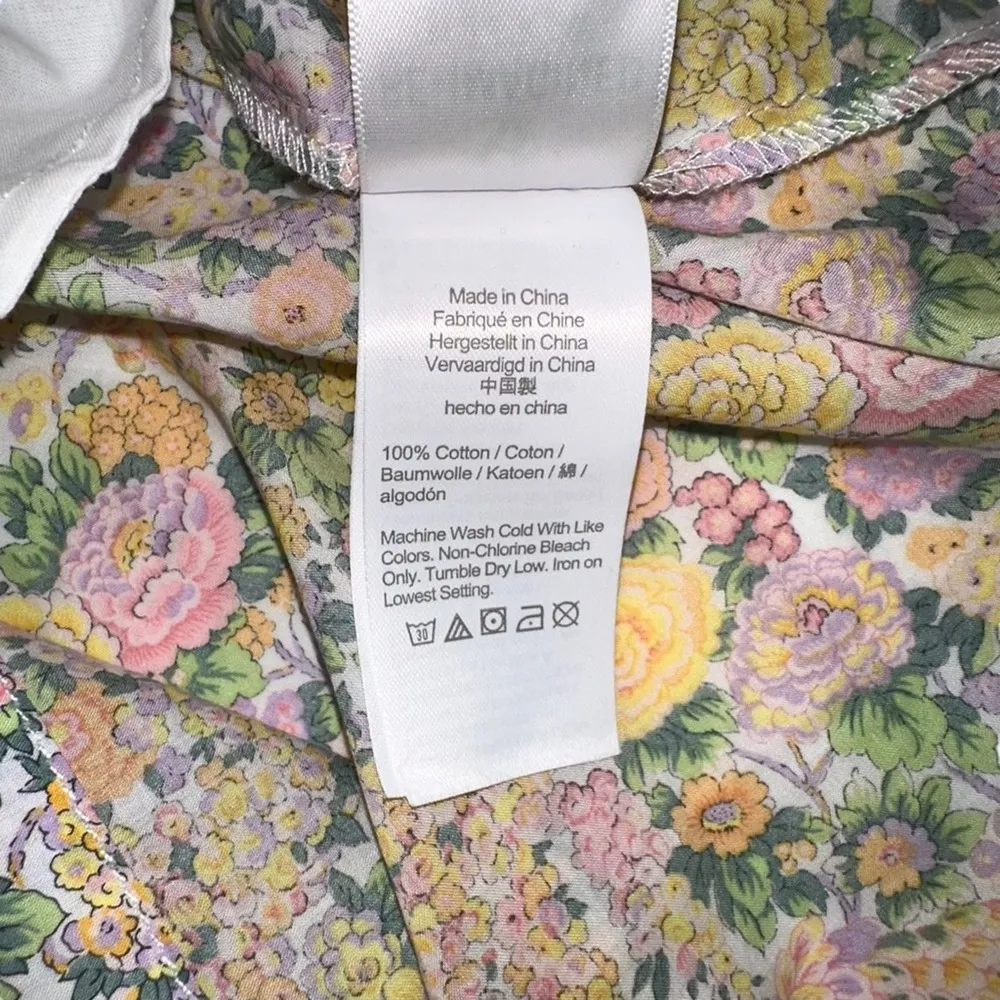 Made in China
Fabriqué en Chine
Hergestellt in China
Vervaardigd in China
中国製
hecho en china
100% Cotton / Coton /
Baumwolle / Katoen / 綿 /
algodón
Machine Wash Cold With Like
Colors. Non-Chlorine Bleach
Only. Tumble Dry Low. Iron on
Lowest Setting.
30